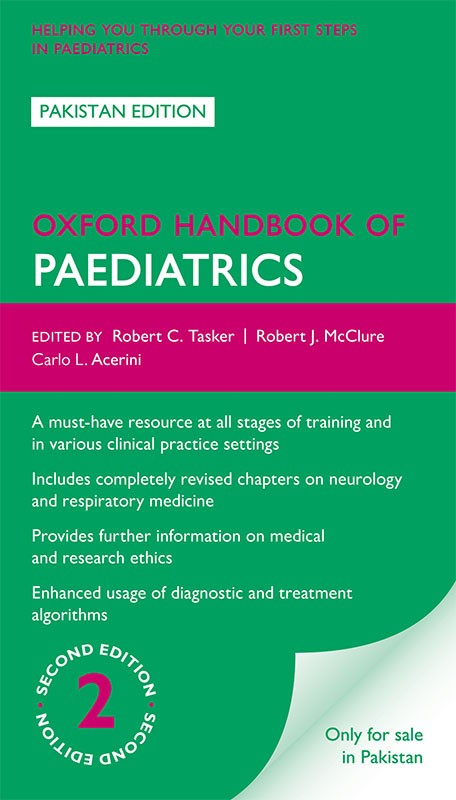 HELPING YOU THROUGH YOUR FIRST STEPS
IN PAEDIATRICS
PAKISTAN EDITION
OXFORD HANDBOOK OF
PAEDIATRICS
EDITED BY Robert C. Tasker | Robert J. McClure
Carlo L. Acerini
A must-have resource at all stages of training and
in various clinical practice settings
Includes completely revised chapters on neurology
and respiratory medicine
Provides further information on medical
and research ethics
Enhanced usage of diagnostic and treatment
algorithms
SECOND EDITION • SECOND EDITION •
2
Only for sale
in Pakistan